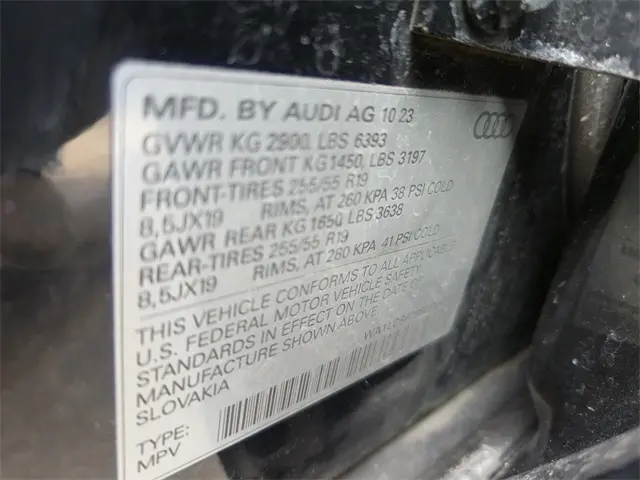 MFD. BY AUDI AG 10 23
GVWR KG 2900, LBS 6393
GAWR FRONT KG1450, LBS 3197
FRONT-TIRES 255/55 R19
8,5JX19 RIMS, AT 260 KPA 38 PSI COLD
GAWR REAR KG 1650, LBS 3638
REAR-TIRES 255/55 R19
8,5JX19 RIMS, AT 280 KPA 41 PSI COLD
THIS VEHICLE CONFORMS TO ALL APPLICABLE
U.S. FEDERAL MOTOR VEHICLE SAFETY
STANDARDS IN EFFECT ON THE DATE OF
MANUFACTURE SHOWN ABOVE.
SLOVAKIA
TYPE:
MPV